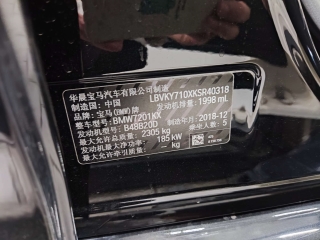 华晨宝马汽车有限公司制造
制造国: 中国 LBVKY710XKSR40318
品牌: 宝马(BMW)牌 发动机排量: 1998 mL
整车型号: BMW7201KX
发动机型号: B48B20D
最大允许总质量: 2305 kg 制造年月: 2018-12
发动机最大净功率: 185 kW 乘坐人数: 5
最大允许牵引质量: — kg